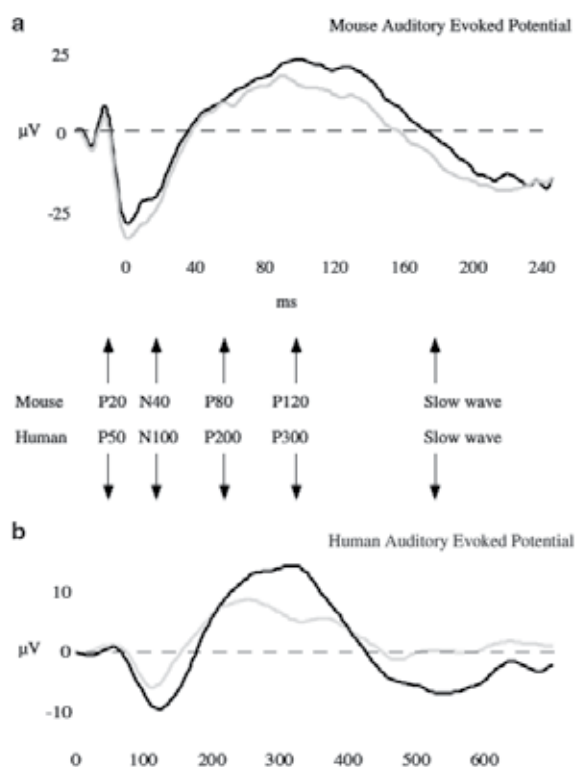 a
Mouse Auditory Evoked Potential
25
µV 0
-25
0 40 80 120 160 200 240
ms
Mouse P20 N40 P80 P120 Slow wave
Human P50 N100 P200 P300 Slow wave
b
Human Auditory Evoked Potential
10
µV 0
-10
0 100 200 300 400 500 600